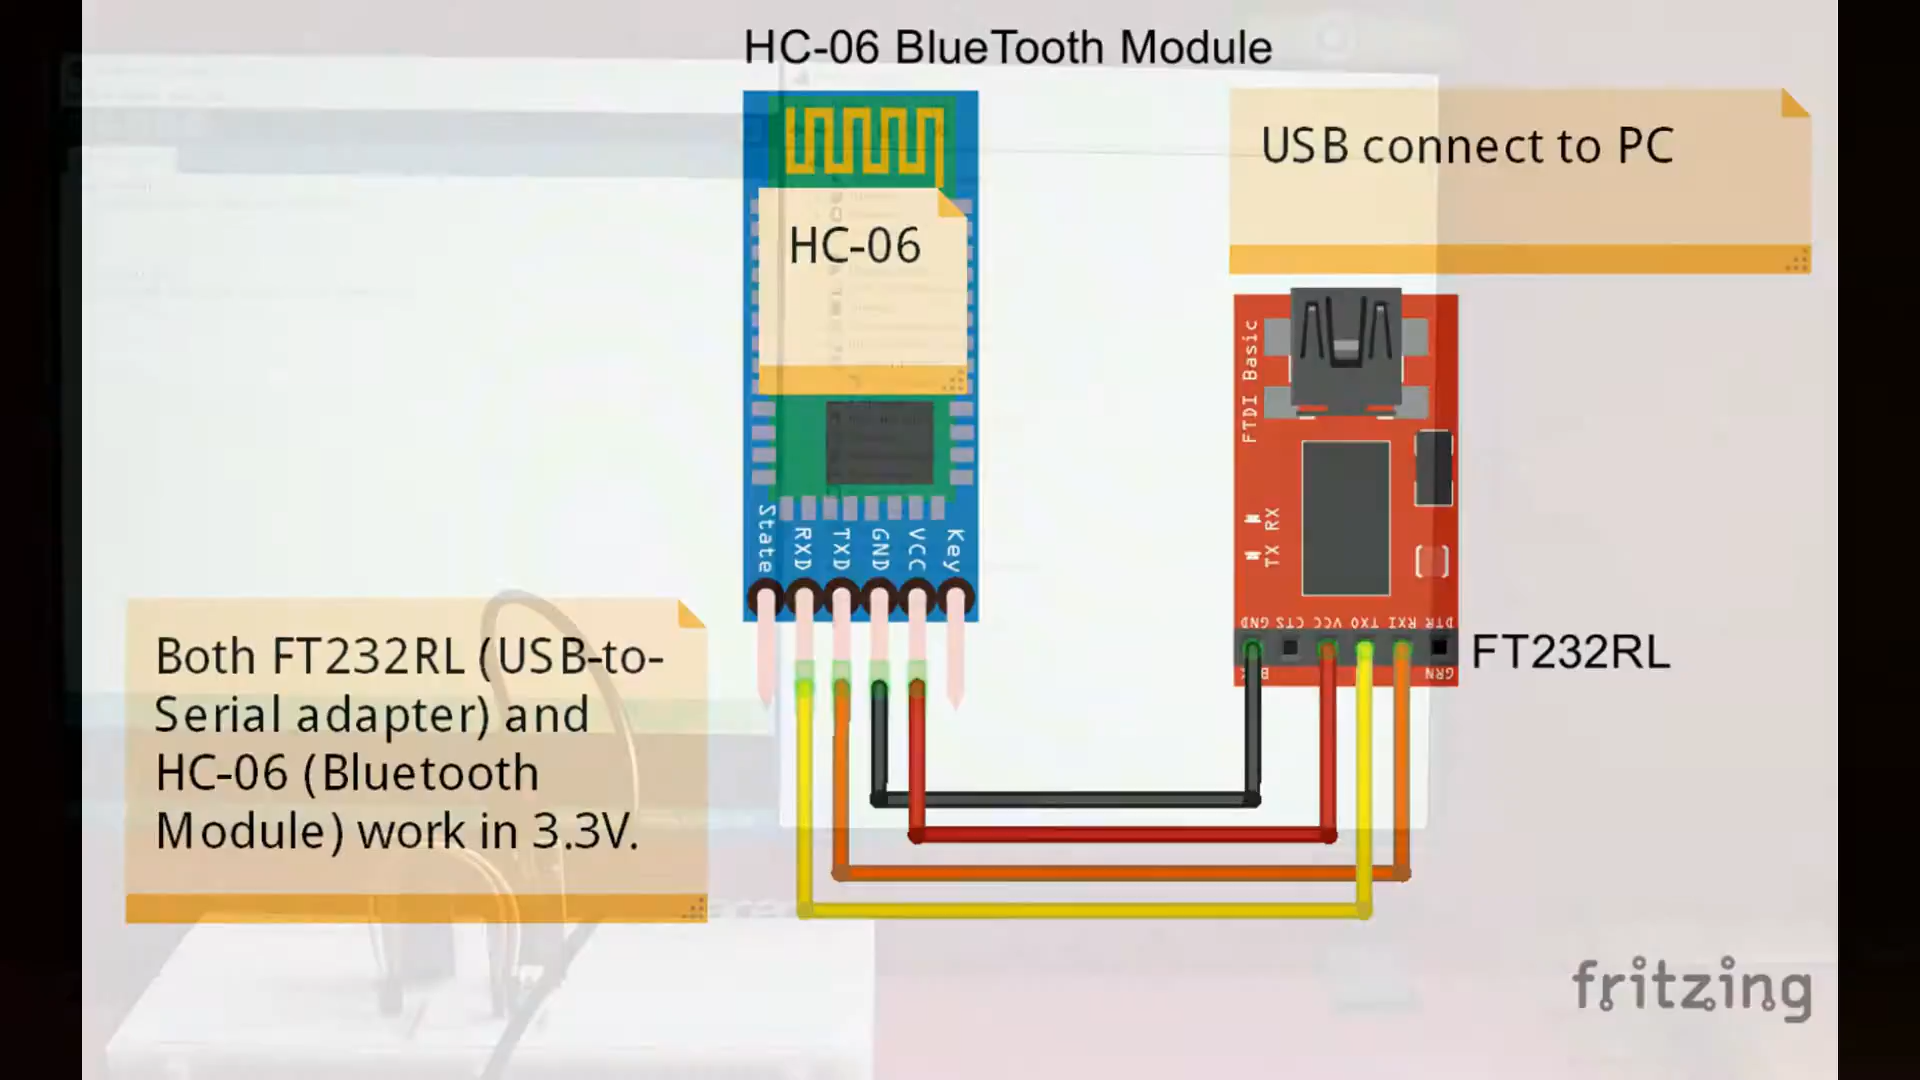 HC-06 BlueTooth Module
USB connect to PC
HC-06
FTDI Basic
TX RX
State
RXD
TXD
GND
VCC
Key
GND
CTS
VCC
TXO
RXI
DTR
GRN
FT232RL
Both FT232RL (USB-to-
Serial adapter) and
HC-06 (Bluetooth
Module) work in 3.3V.
fritzing